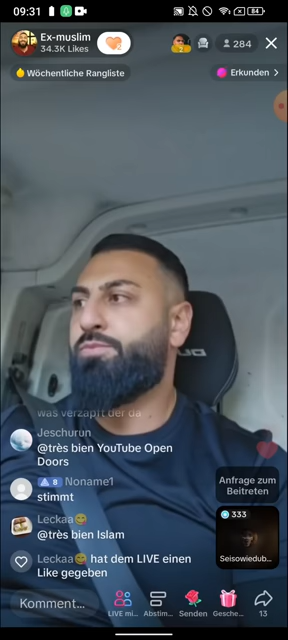 09:31
84
Ex-muslim
34.3K Likes
284
Wöchentliche Rangliste
Erkunden >
was verzapft der da
Jeschurun
@très bien YouTube Open
Doors
8 Noname1
stimmt
Leckaa😊
@très bien Islam
Leckaa😊 hat dem LIVE einen
Like gegeben
Anfrage zum
Beitreten
333
Seisowiedub...
Kommentar...
LIVE mi...
Abstim...
Senden
Gesche...
13